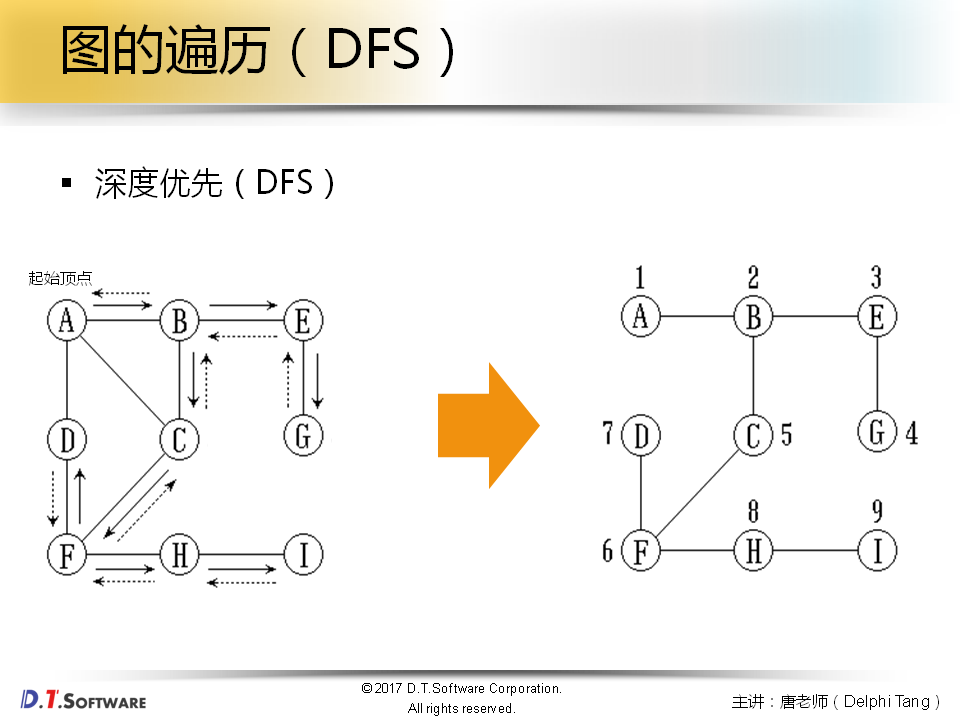 图的遍历（DFS）
▪ 深度优先（DFS）
起始顶点
A B E
D C G
F H I
1 2 3
A B E
7 D C 5 G 4
8 9
6 F H I
D.T.SOFTWARE
©2017 D.T.Software Corporation.
All rights reserved.
主讲：唐老师（Delphi Tang）